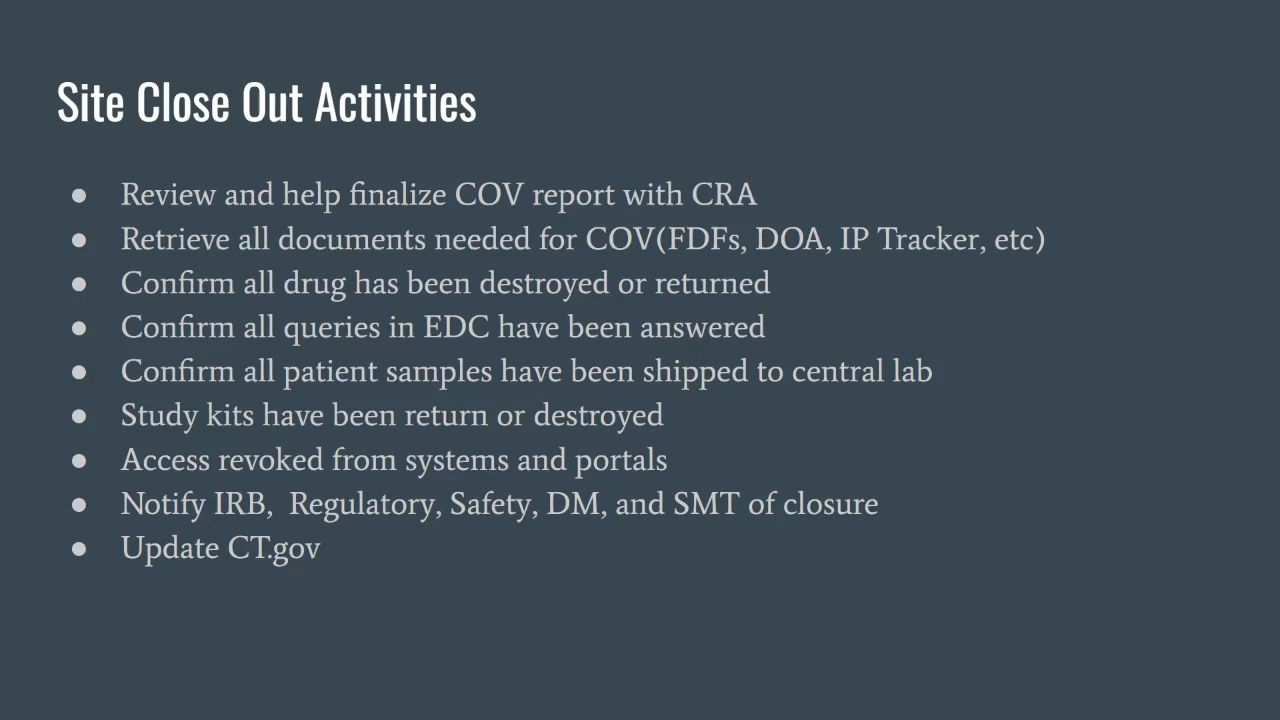 Site Close Out Activities
● Review and help finalize COV report with CRA
● Retrieve all documents needed for COV(FDFs, DOA, IP Tracker, etc)
● Confirm all drug has been destroyed or returned
● Confirm all queries in EDC have been answered
● Confirm all patient samples have been shipped to central lab
● Study kits have been return or destroyed
● Access revoked from systems and portals
● Notify IRB,  Regulatory, Safety, DM, and SMT of closure
● Update CT.gov